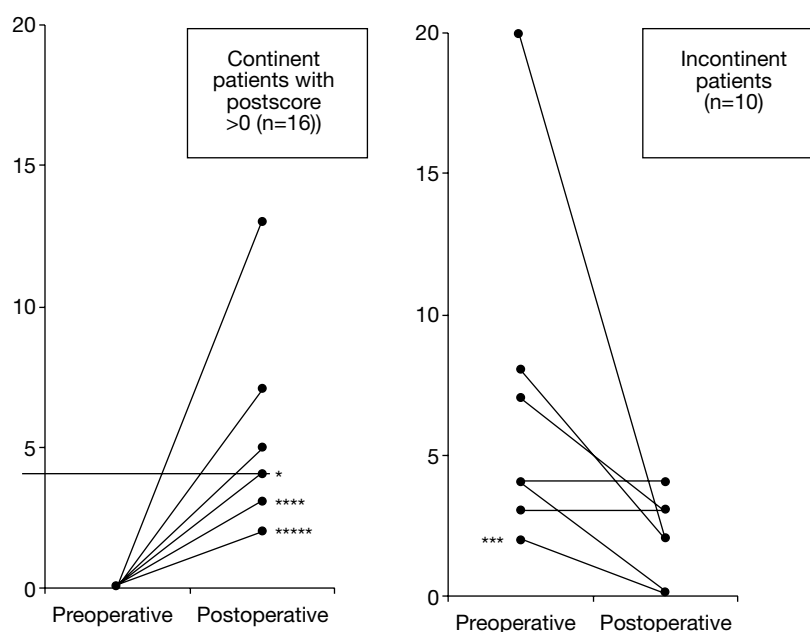 20
15
10
5
0
Continent
patients with
postscore
>0 (n=16))
*
****
*****
Preoperative Postoperative
20
15
10
5
0
Incontinent
patients
(n=10)
***
Preoperative Postoperative